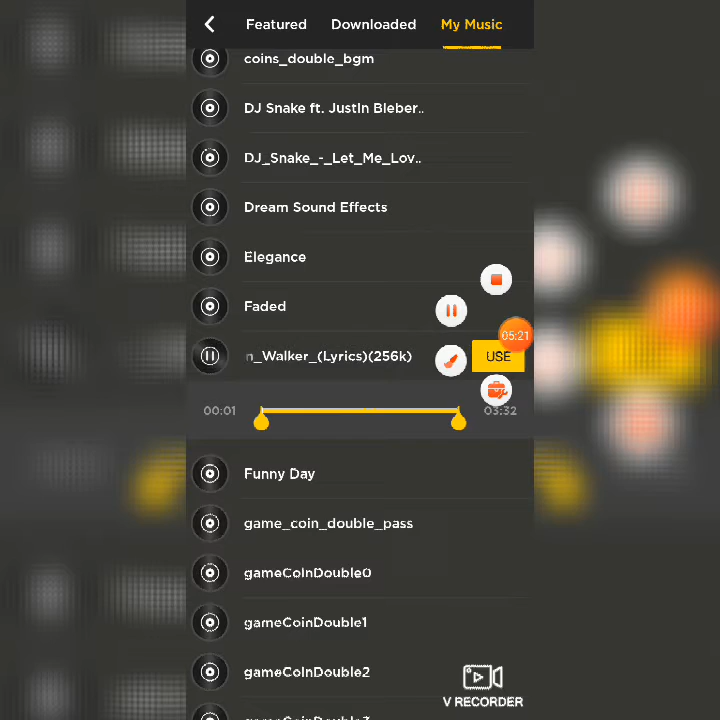 Featured Downloaded My Music
coins_double_bgm
DJ Snake ft. Justin Bieber..
DJ_Snake_-_Let_Me_Lov..
Dream Sound Effects
Elegance
Faded
05:21
n_Walker_(Lyrics)(256k) USE
00:01 03:32
Funny Day
game_coin_double_pass
gameCoinDouble0
gameCoinDouble1
gameCoinDouble2
V RECORDER